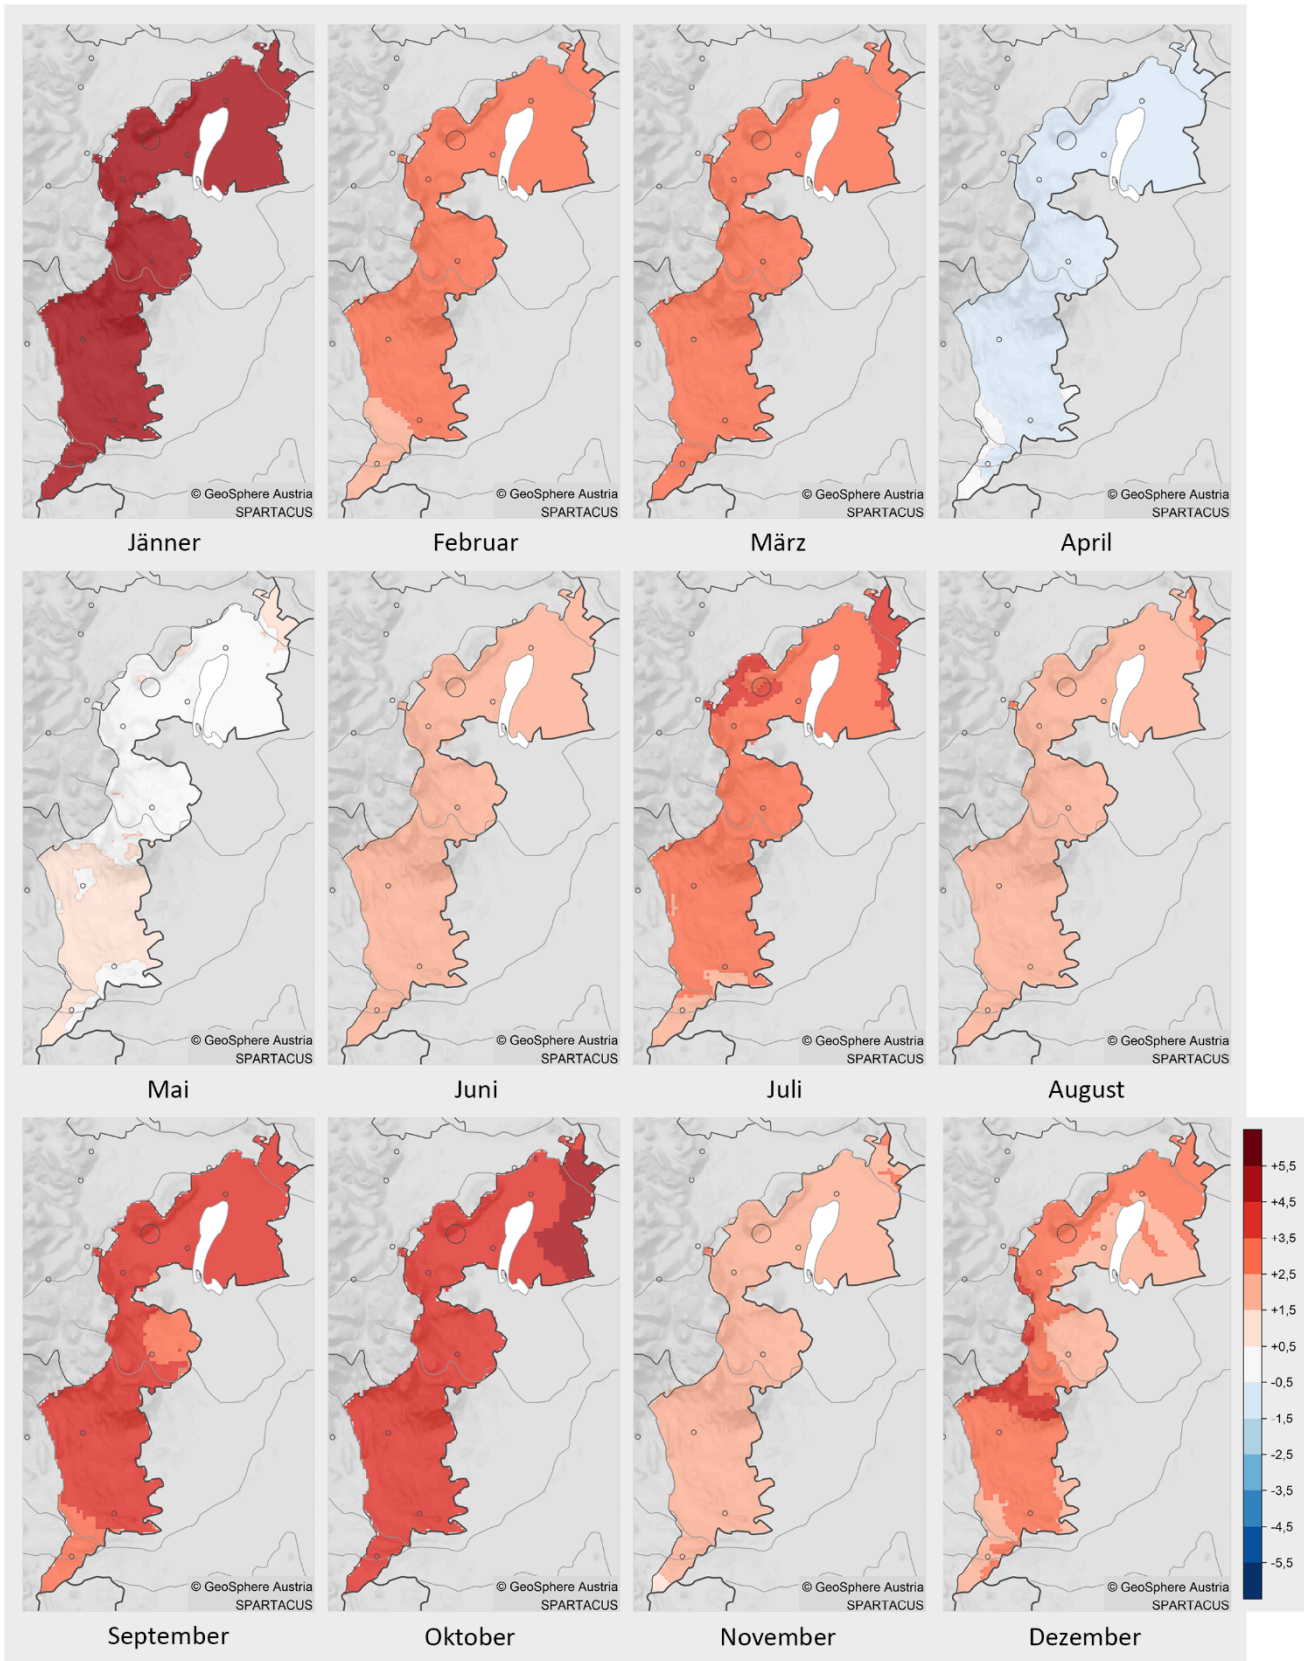 © GeoSphere Austria
SPARTACUS
© GeoSphere Austria
SPARTACUS
© GeoSphere Austria
SPARTACUS
© GeoSphere Austria
SPARTACUS
Jänner
Februar
März
April
© GeoSphere Austria
SPARTACUS
© GeoSphere Austria
SPARTACUS
© GeoSphere Austria
SPARTACUS
© GeoSphere Austria
SPARTACUS
Mai
Juni
Juli
August
© GeoSphere Austria
SPARTACUS
© GeoSphere Austria
SPARTACUS
© GeoSphere Austria
SPARTACUS
© GeoSphere Austria
SPARTACUS
+5,5
+4,5
+3,5
+2,5
+1,5
+0,5
-0,5
-1,5
-2,5
-3,5
-4,5
-5,5
September
Oktober
November
Dezember